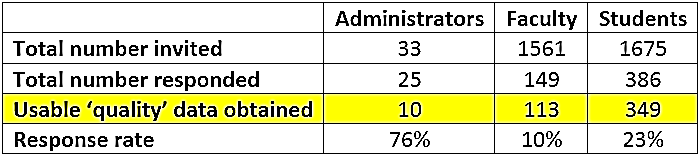 Administrators Faculty Students
Total number invited 33 1561 1675
Total number responded 25 149 386
Usable ‘quality’ data obtained 10 113 349
Response rate 76% 10% 23%